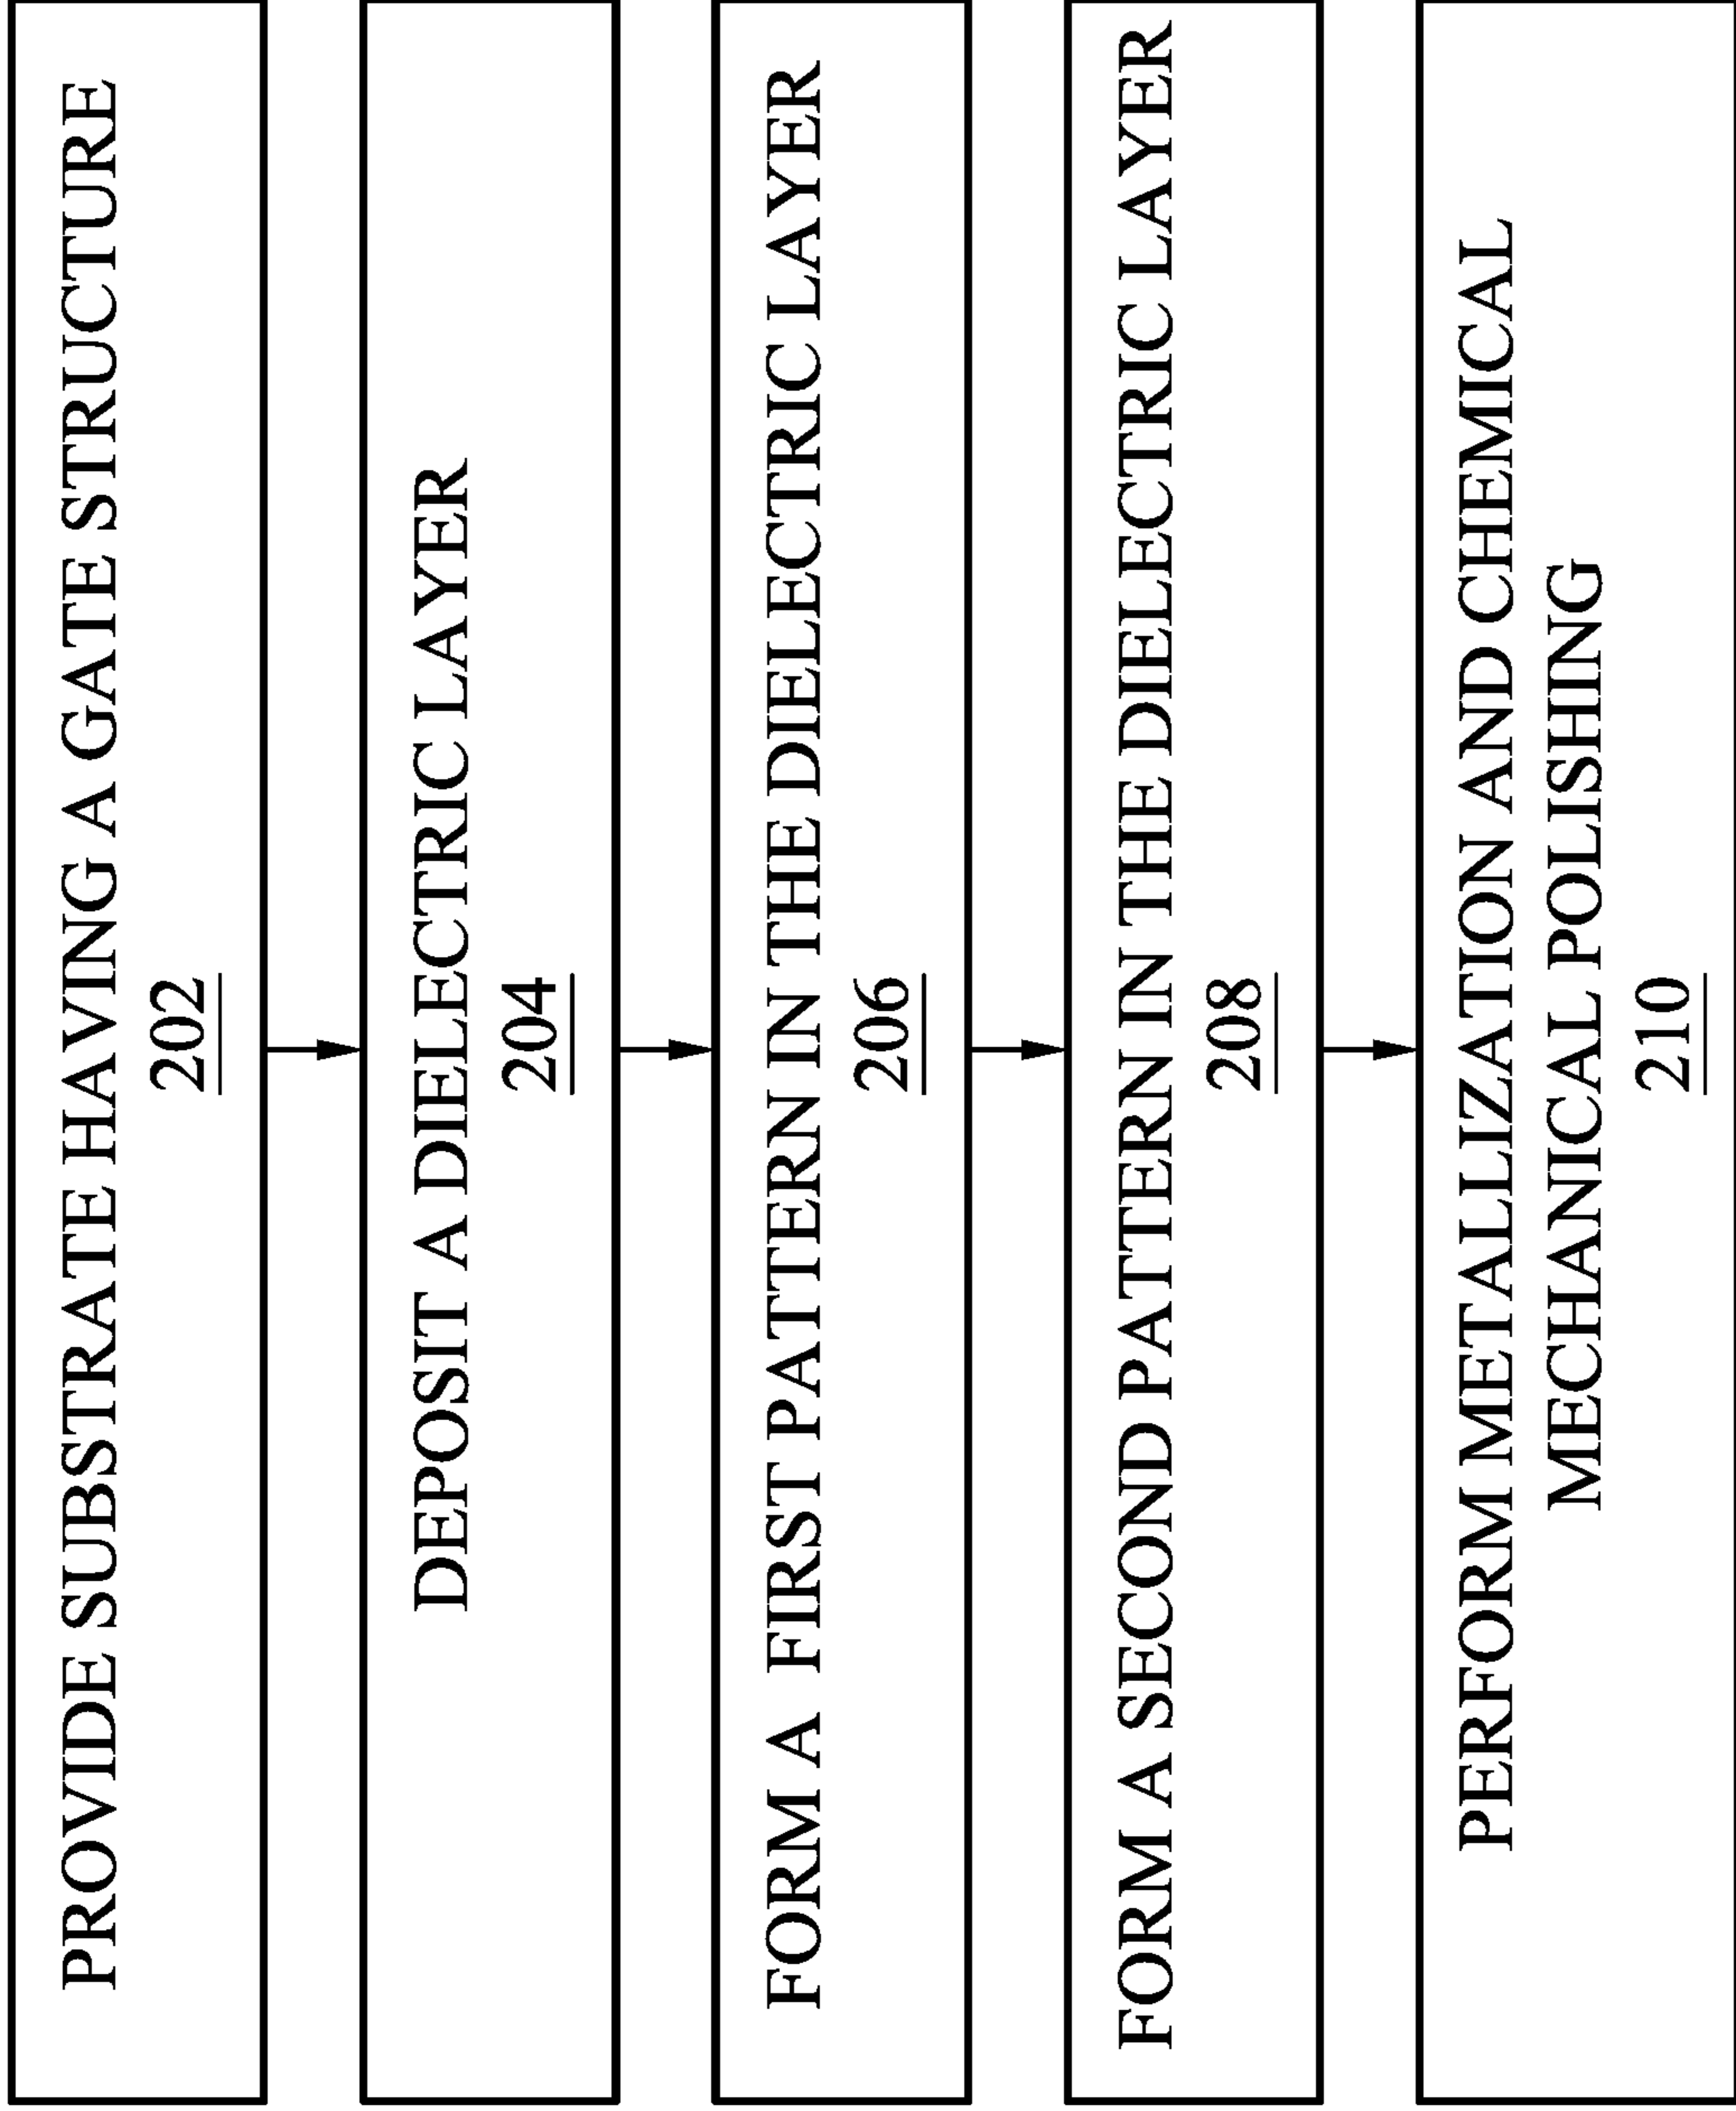 PROVIDE SUBSTRATE HAVING A GATE STRUCTURE
202
DEPOSIT A DIELECTRIC LAYER
204
FORM A FIRST PATTERN IN THE DIELECTRIC LAYER
206
FORM A SECOND PATTERN IN THE DIELECTRIC LAYER
208
PERFORM METALLIZATION AND CHEMICAL
MECHANICAL POLISHING
210